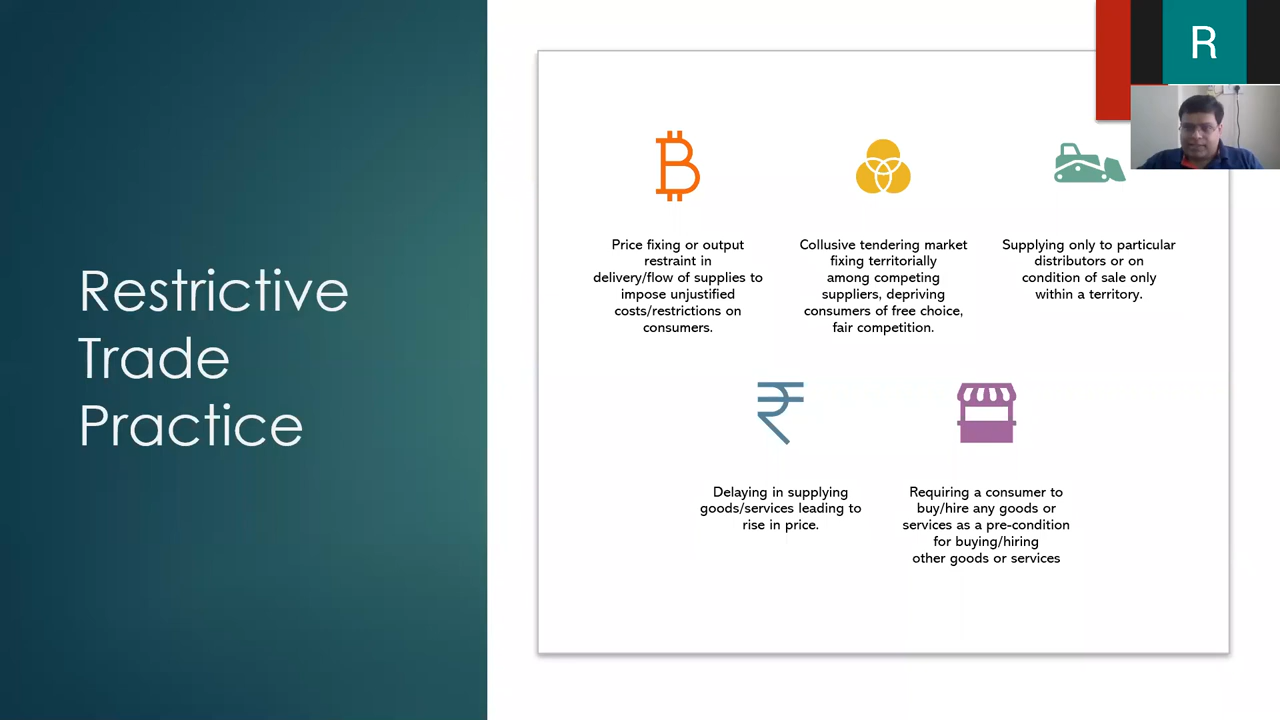 Restrictive
Trade
Practice
R
Price fixing or output
restraint in
delivery/flow of supplies to
impose unjustified
costs/restrictions on
consumers.
Collusive tendering market
fixing territorially
among competing
suppliers, depriving
consumers of free choice,
fair competition.
Supplying only to particular
distributors or on
condition of sale only
within a territory.
Delaying in supplying
goods/services leading to
rise in price.
Requiring a consumer to
buy/hire any goods or
services as a pre-condition
for buying/hiring
other goods or services